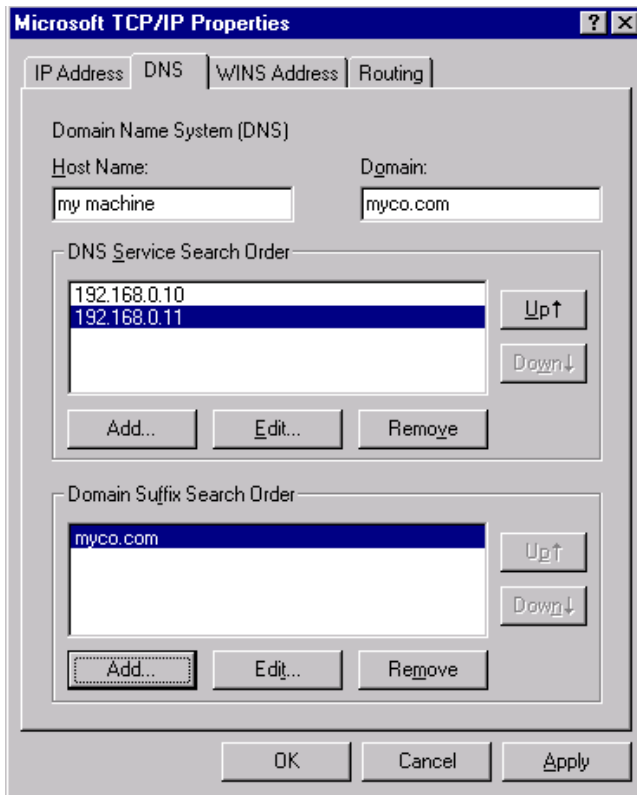 Microsoft TCP/IP Properties
? X
IP Address DNS WINS Address Routing
Domain Name System (DNS)
Host Name: Domain:
my machine myco.com
DNS Service Search Order
192.168.0.10
192.168.0.11
Up↑
Down↓
Add... Edit... Remove
Domain Suffix Search Order
myco.com
Up↑
Down↓
Add... Edit... Remove
OK Cancel Apply